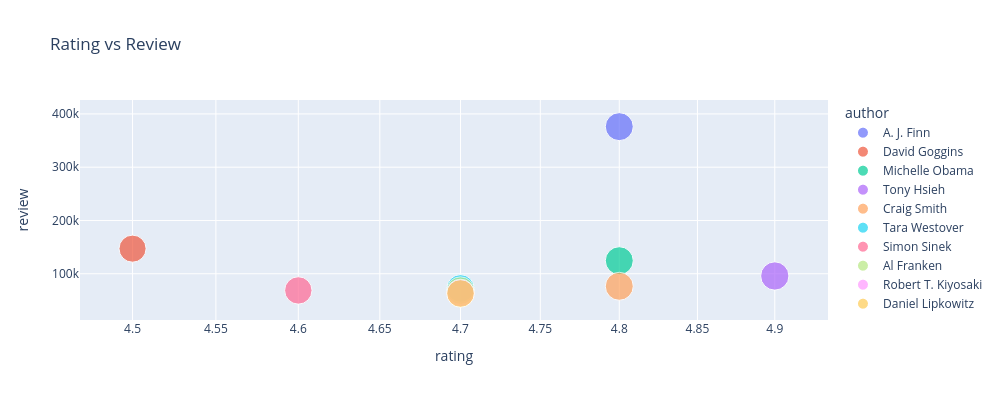 Rating vs Review
400k
300k
200k
100k
review
4.5 4.55 4.6 4.65 4.7 4.75 4.8 4.85 4.9
rating
author
A. J. Finn
David Goggins
Michelle Obama
Tony Hsieh
Craig Smith
Tara Westover
Simon Sinek
Al Franken
Robert T. Kiyosaki
Daniel Lipkowitz